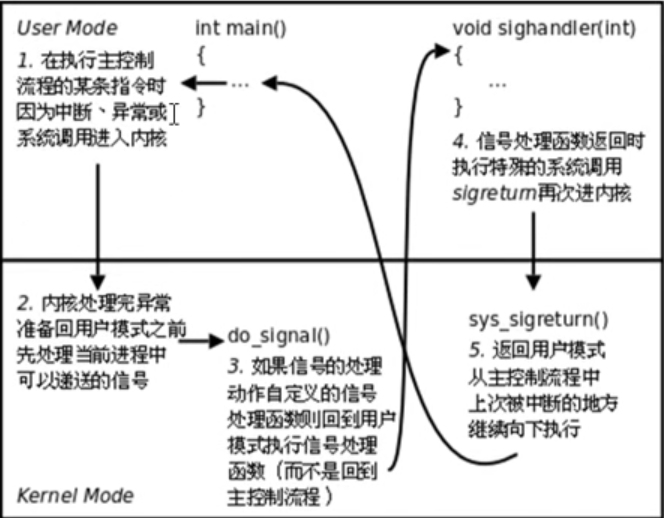 User Mode
int main()
{
...
}
void sighandler(int)
{
...
}
1. 在执行主控制
流程的某条指令时
因为中断、异常或
系统调用进入内核
4. 信号处理函数返回时
执行特殊的系统调用
sigreturn再次进内核
2. 内核处理完异常
准备回用户模式之前
先处理当前进程中
可以递送的信号
do_signal()
3. 如果信号的处理
动作自定义的信号
处理函数则回到用户
模式执行信号处理
函数（而不是回到
主控制流程）
sys_sigreturn()
5. 返回用户模式
从主控制流程中
上次被中断的地方
继续向下执行
Kernel Mode